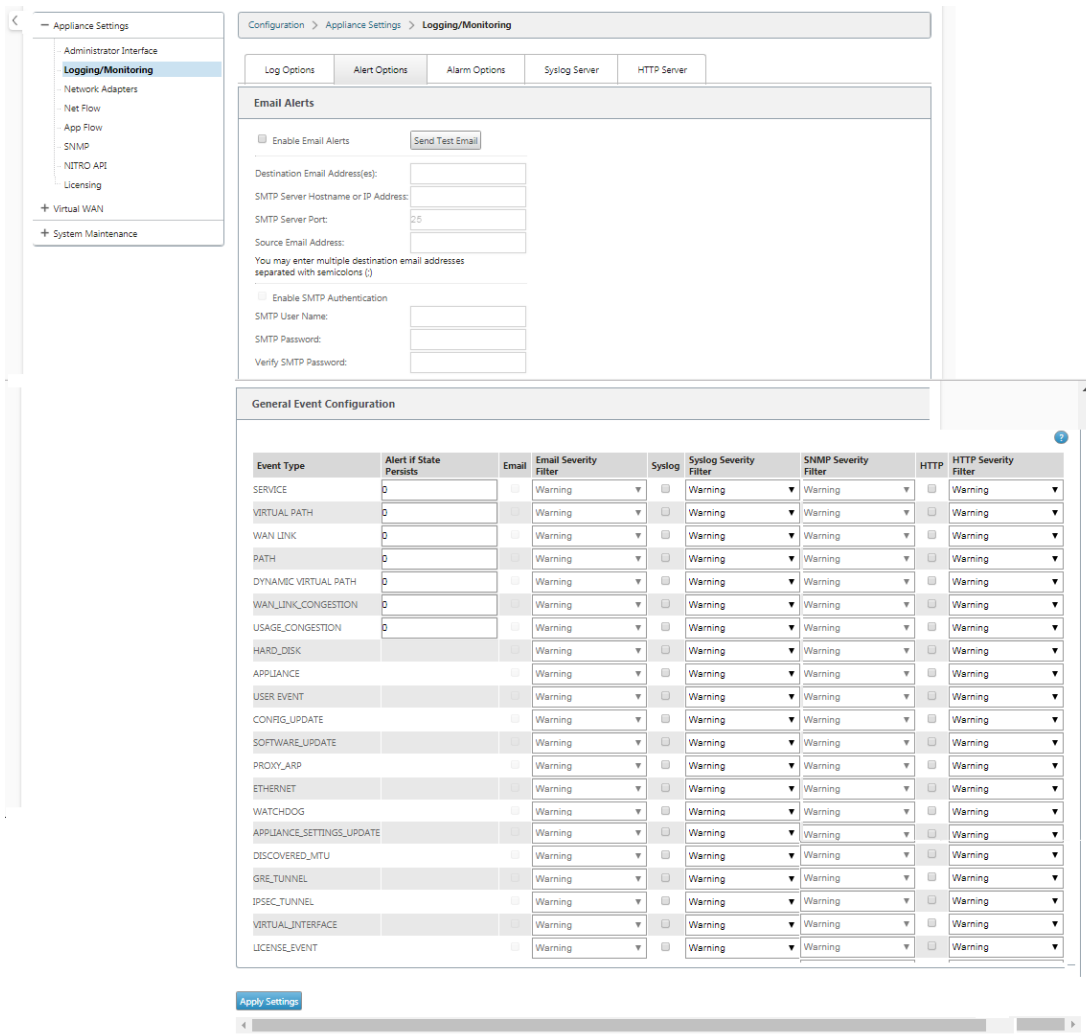 Appliance Settings
Administrator Interface
Logging/Monitoring
Network Adapters
Net Flow
App Flow
SNMP
NITRO API
Licensing
Virtual WAN
System Maintenance
Configuration > Appliance Settings > Logging/Monitoring
Log Options Alert Options Alarm Options Syslog Server HTTP Server
Email Alerts
Enable Email Alerts Send Test Email
Destination Email Address(es):
SMTP Server Hostname or IP Address:
SMTP Server Port: 25
Source Email Address:
You may enter multiple destination email addresses
separated with semicolons (;)
Enable SMTP Authentication
SMTP User Name:
SMTP Password:
Verify SMTP Password:
General Event Configuration
?
Event Type Alert if State Persists Email Email Severity Filter Syslog Syslog Severity Filter SNMP Severity Filter HTTP HTTP Severity Filter
SERVICE 0 Warning Warning Warning Warning
VIRTUAL PATH 0 Warning Warning Warning Warning
WAN LINK 0 Warning Warning Warning Warning
PATH 0 Warning Warning Warning Warning
DYNAMIC VIRTUAL PATH 0 Warning Warning Warning Warning
WAN_LINK_CONGESTION 0 Warning Warning Warning Warning
USAGE_CONGESTION 0 Warning Warning Warning Warning
HARD_DISK Warning Warning Warning Warning
APPLIANCE Warning Warning Warning Warning
USER EVENT Warning Warning Warning Warning
CONFIG_UPDATE Warning Warning Warning Warning
SOFTWARE_UPDATE Warning Warning Warning Warning
PROXY_ARP Warning Warning Warning Warning
ETHERNET Warning Warning Warning Warning
WATCHDOG Warning Warning Warning Warning
APPLIANCE_SETTINGS_UPDATE Warning Warning Warning Warning
DISCOVERED_MTU Warning Warning Warning Warning
GRE_TUNNEL Warning Warning Warning Warning
IPSEC_TUNNEL Warning Warning Warning Warning
VIRTUAL_INTERFACE Warning Warning Warning Warning
LICENSE_EVENT Warning Warning Warning Warning
Apply Settings